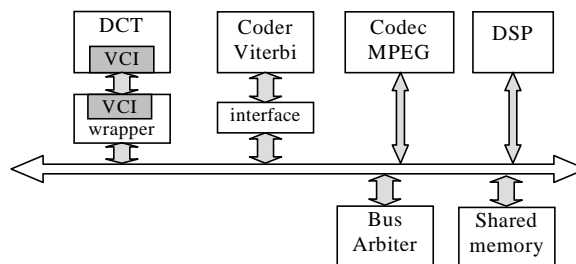 DCT
VCI
VCI
wrapper
Coder
Viterbi
interface
Codec
MPEG
DSP
Bus
Arbiter
Shared
memory